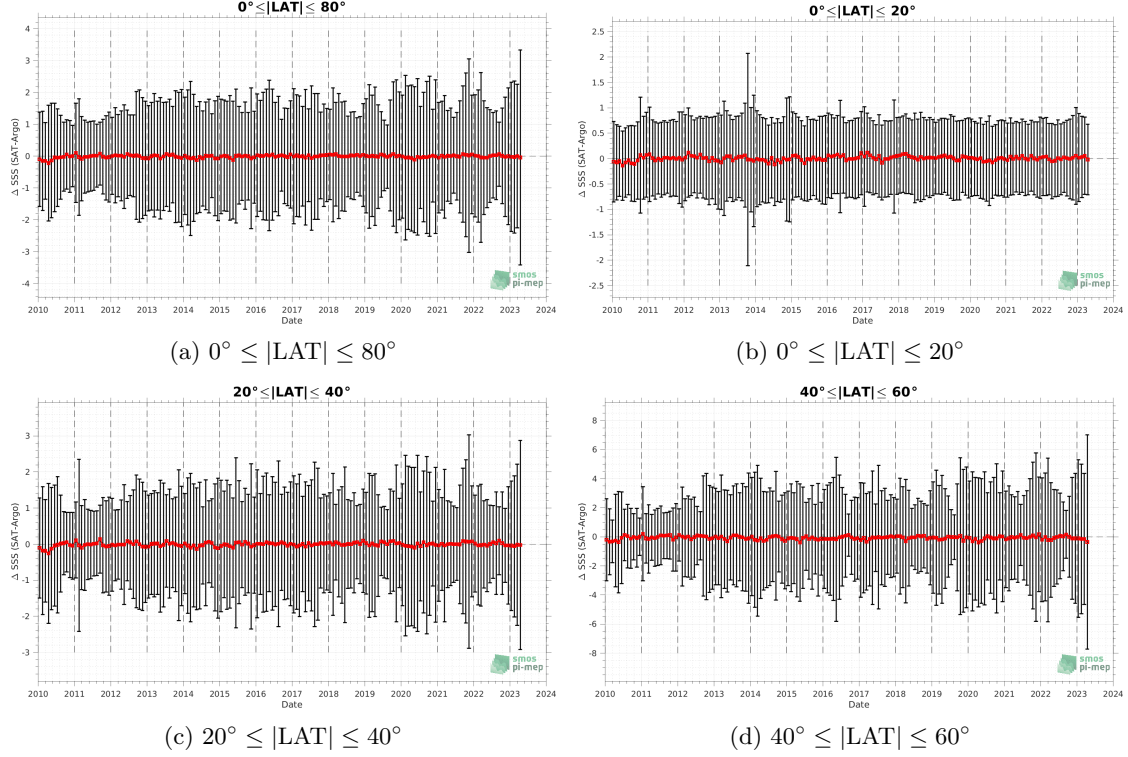 0°≤|LAT|≤ 80°
4
3
2
1
0
-1
-2
-3
-4
Δ SSS (SAT-Argo)
2010 2011 2012 2013 2014 2015 2016 2017 2018 2019 2020 2021 2022 2023 2024
Date
smos
pi-mep
(a) 0° ≤ |LAT| ≤ 80°
0°≤|LAT|≤ 20°
2.5
2
1.5
1
0.5
0
-0.5
-1
-1.5
-2
-2.5
Δ SSS (SAT-Argo)
2010 2011 2012 2013 2014 2015 2016 2017 2018 2019 2020 2021 2022 2023 2024
Date
smos
pi-mep
(b) 0° ≤ |LAT| ≤ 20°
20°≤|LAT|≤ 40°
3
2
1
0
-1
-2
-3
Δ SSS (SAT-Argo)
2010 2011 2012 2013 2014 2015 2016 2017 2018 2019 2020 2021 2022 2023 2024
Date
smos
pi-mep
(c) 20° ≤ |LAT| ≤ 40°
40°≤|LAT|≤ 60°
8
6
4
2
0
-2
-4
-6
-8
Δ SSS (SAT-Argo)
2010 2011 2012 2013 2014 2015 2016 2017 2018 2019 2020 2021 2022 2023 2024
Date
smos
pi-mep
(d) 40° ≤ |LAT| ≤ 60°